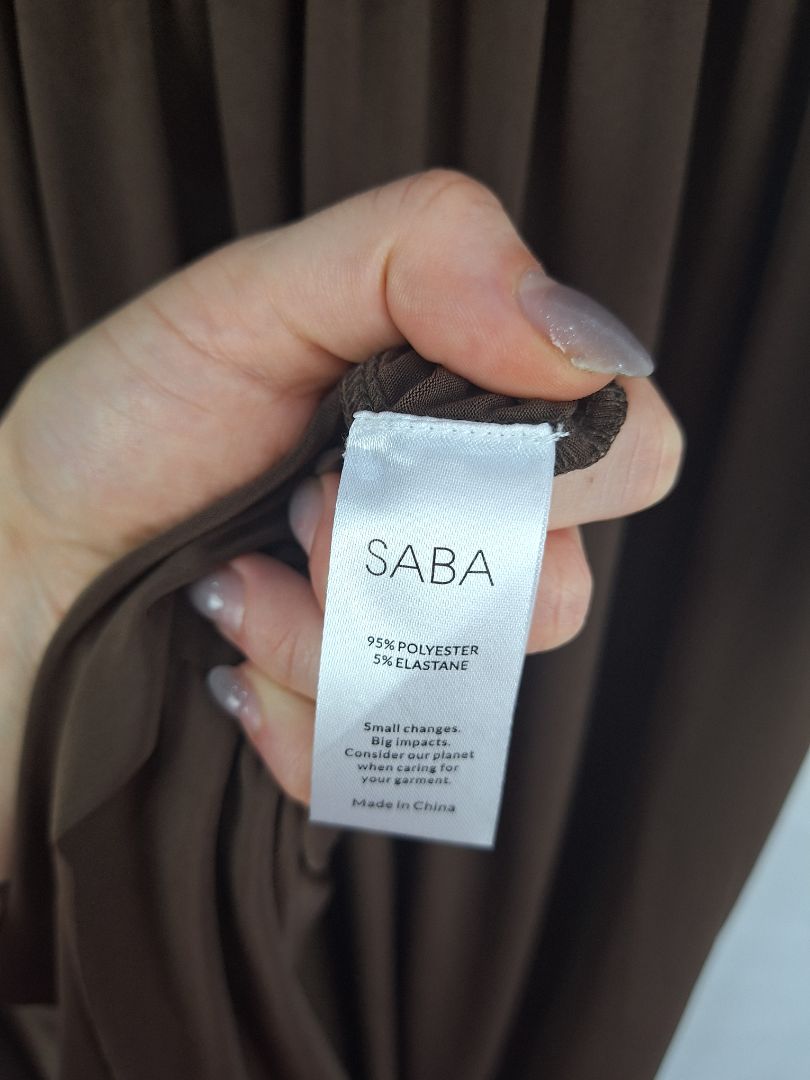 SABA
95% POLYESTER
5% ELASTANE
Small changes.
Big impacts.
Consider our planet
when caring for
your garment.
Made in China